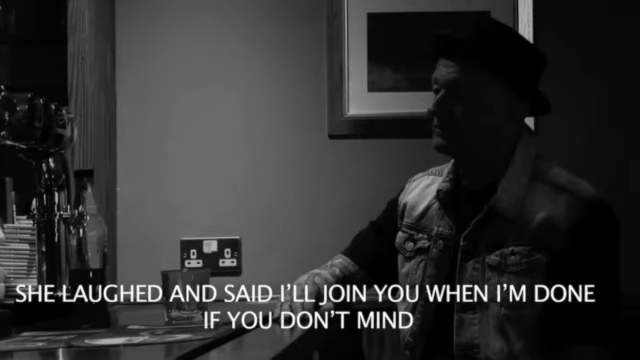 SHE LAUGHED AND SAID I'LL JOIN YOU WHEN I'M DONE
IF YOU DON'T MIND